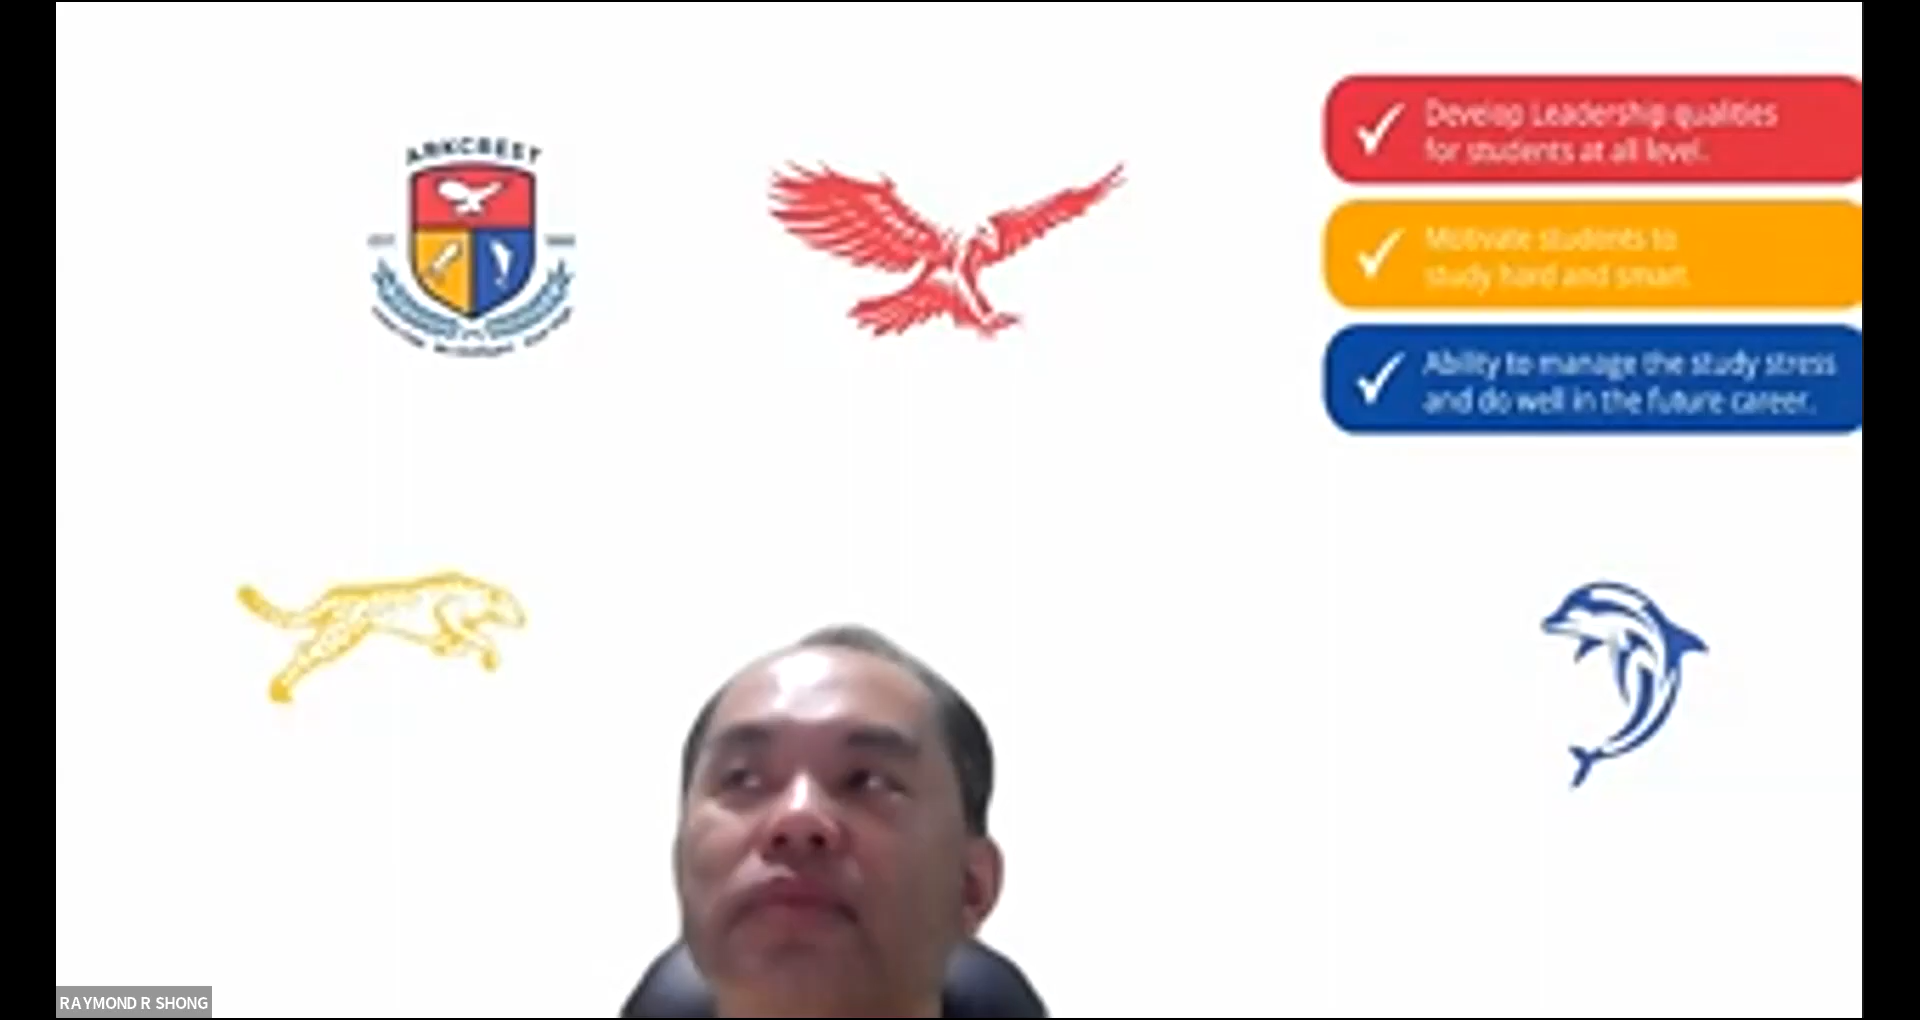 ARKCREST
Develop Leadership qualities
for students at all level.
Motivate students to
study hard and smart.
Ability to manage the study stress
and do well in the future career.
RAYMOND R SHONG